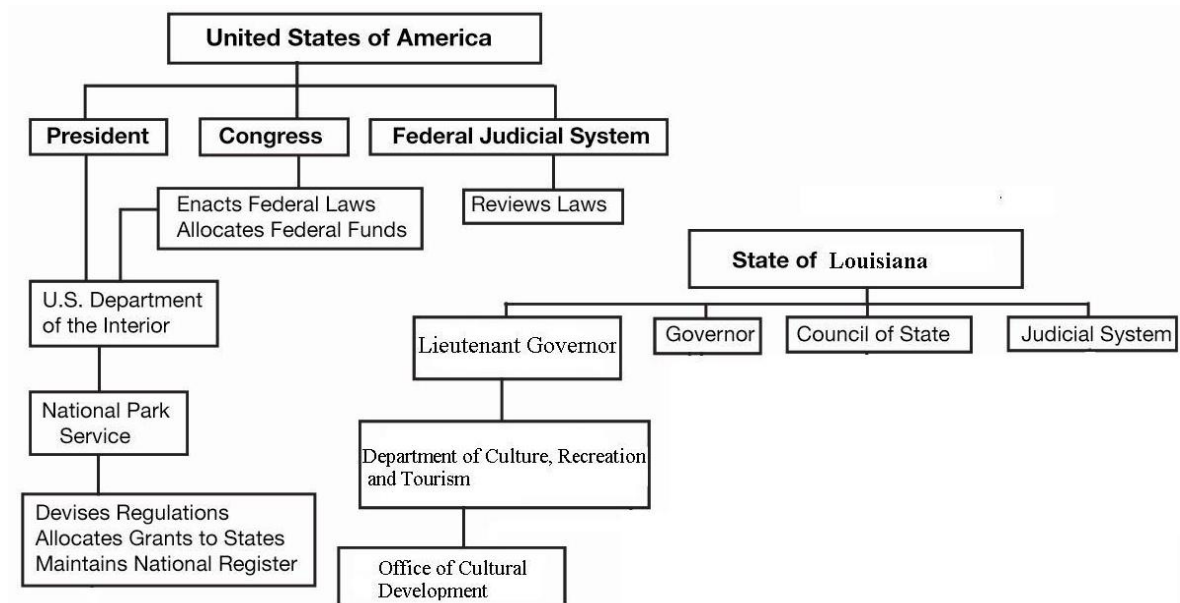 United States of America
President
Congress
Federal Judicial System
Enacts Federal Laws
Allocates Federal Funds
Reviews Laws
U.S. Department
of the Interior
National Park
Service
Devises Regulations
Allocates Grants to States
Maintains National Register
State of Louisiana
Lieutenant Governor
Governor
Council of State
Judicial System
Department of Culture, Recreation
and Tourism
Office of Cultural
Development